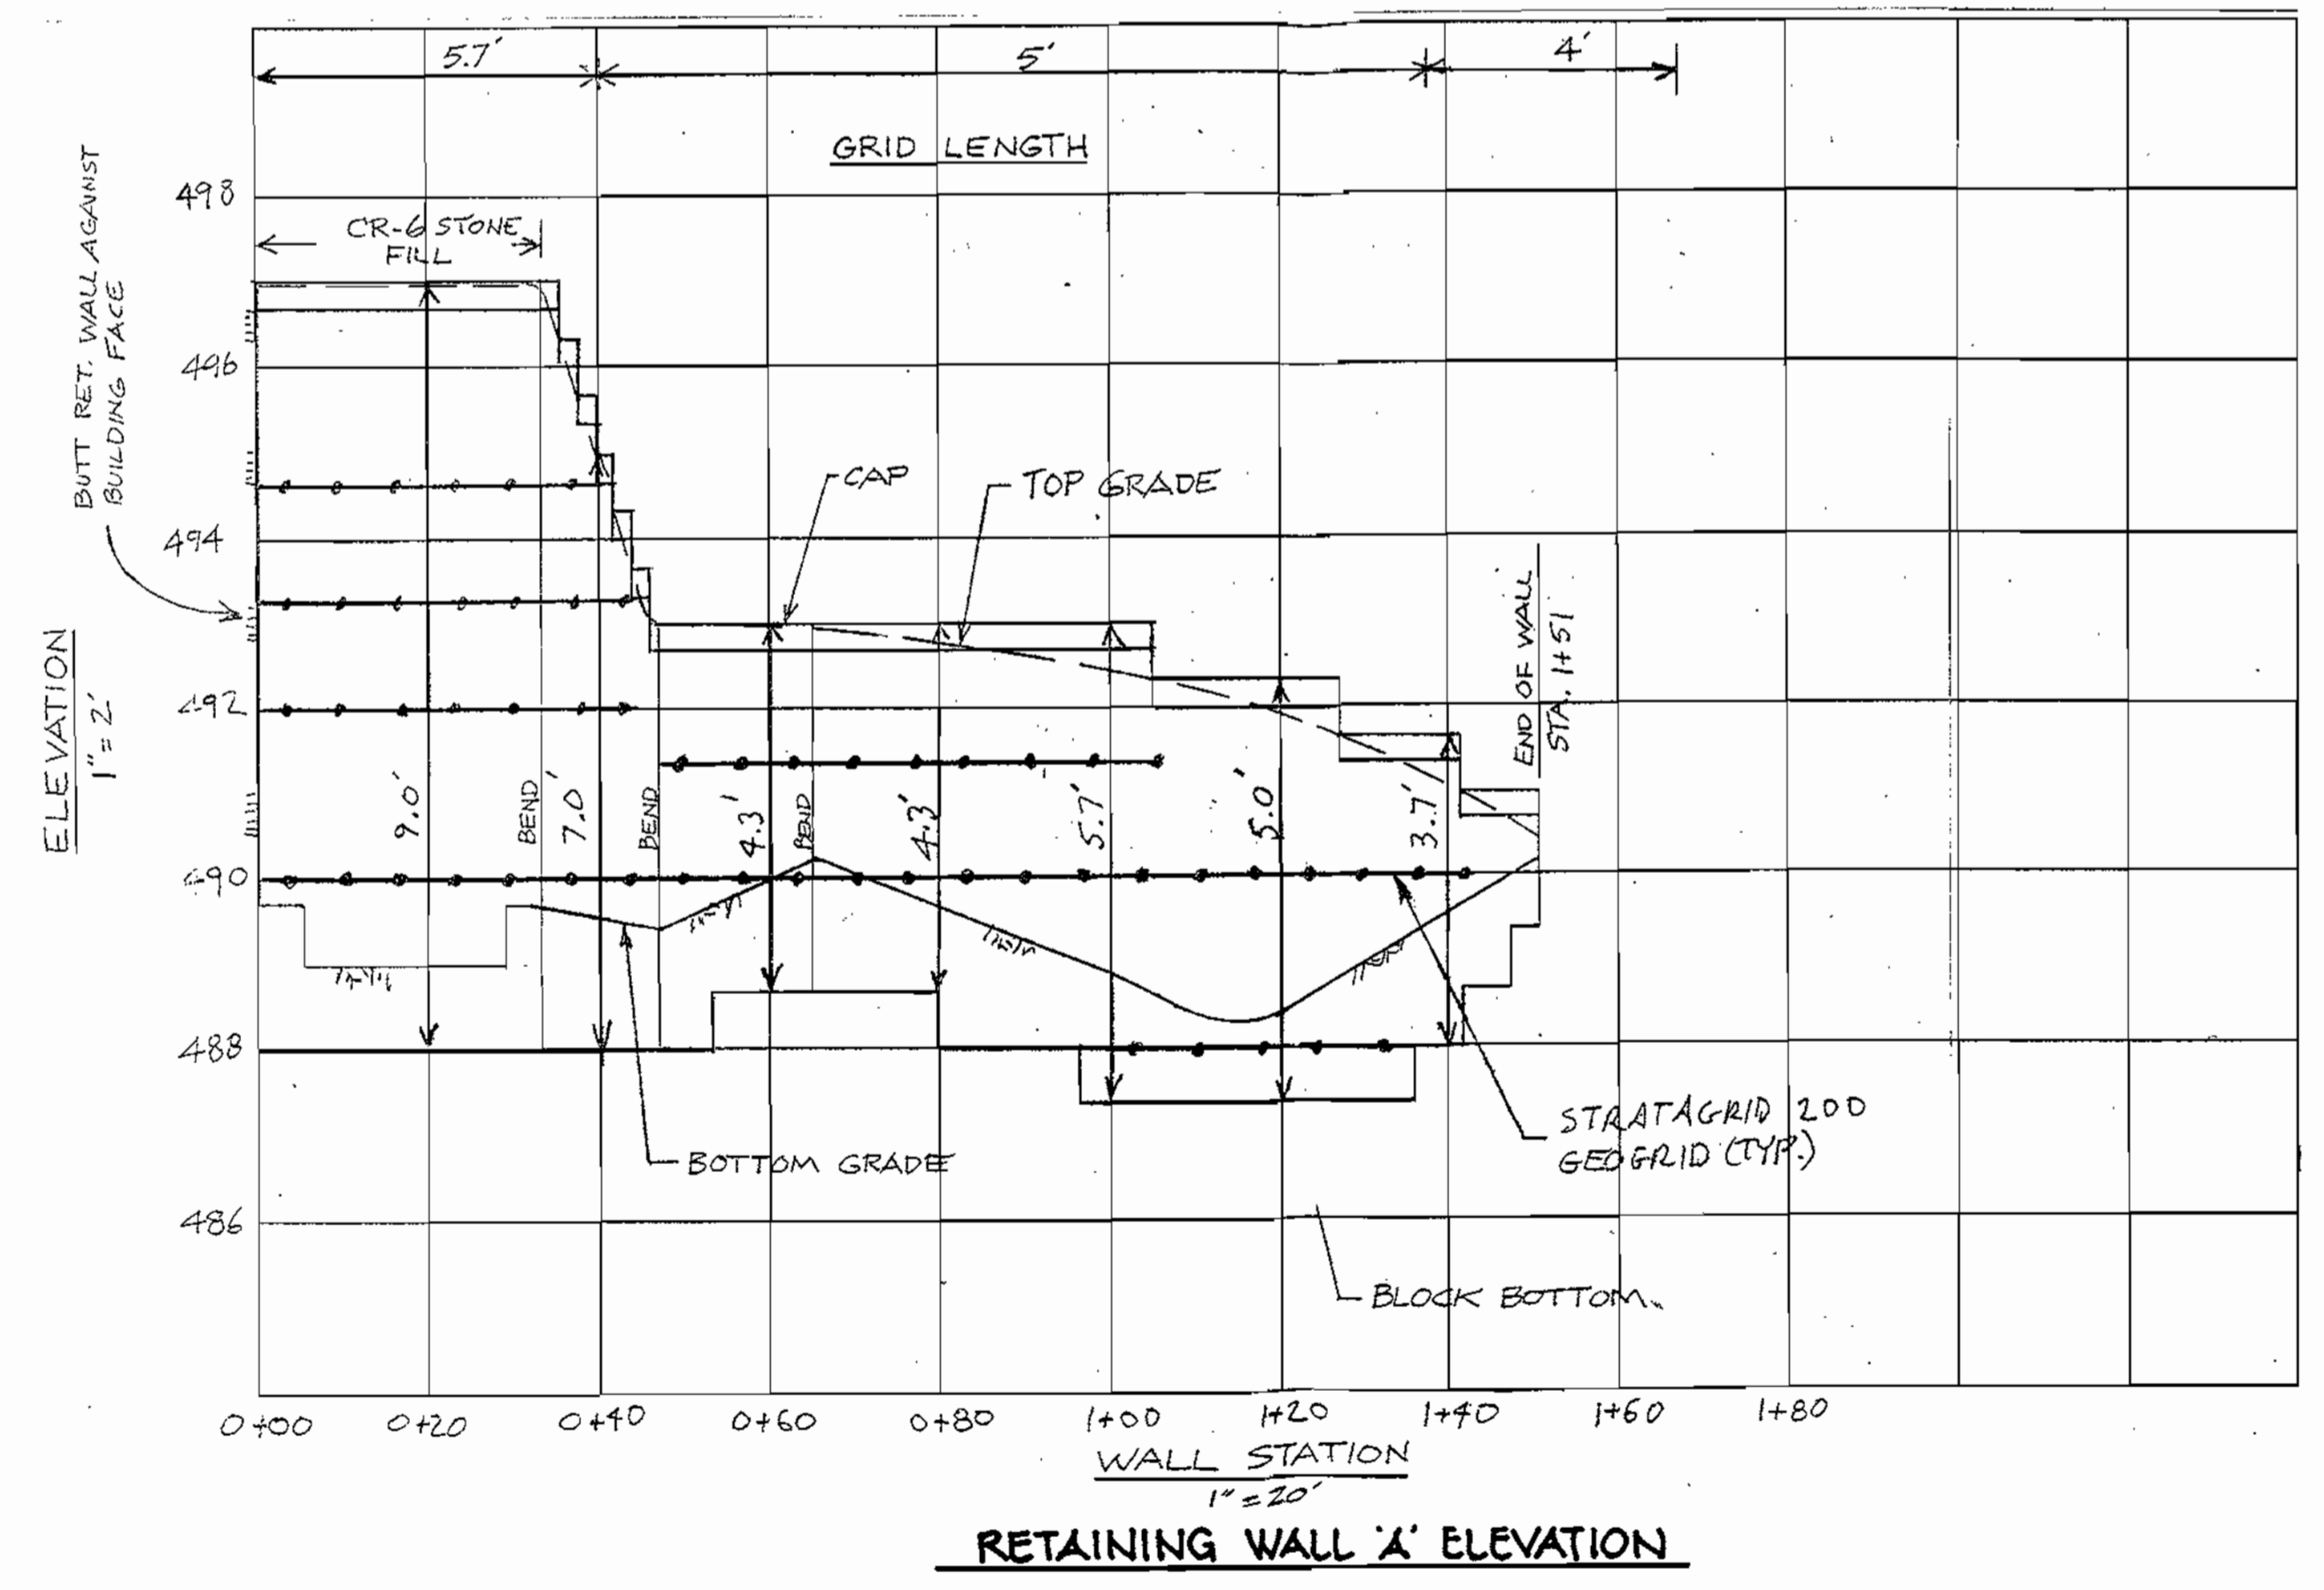 5.7'
5'
4'
GRID LENGTH
498
CR-6 STONE
FILL
BUTT RET. WALL AGAINST
BUILDING FACE
496
CAP
TOP GRADE
494
END OF WALL
STA. 1+51
ELEVATION
1" = 2'
492
9.0'
BEND
7.0'
BEND
4.3'
BEND
4.3'
5.7'
5.0'
3.7'
490
488
STRATAGRID 200
GEOGRID (TYP.)
BOTTOM GRADE
486
BLOCK BOTTOM.
0+00
0+20
0+40
0+60
0+80
1+00
1+20
1+40
1+60
1+80
WALL STATION
1" = 20'
RETAINING WALL 'A' ELEVATION